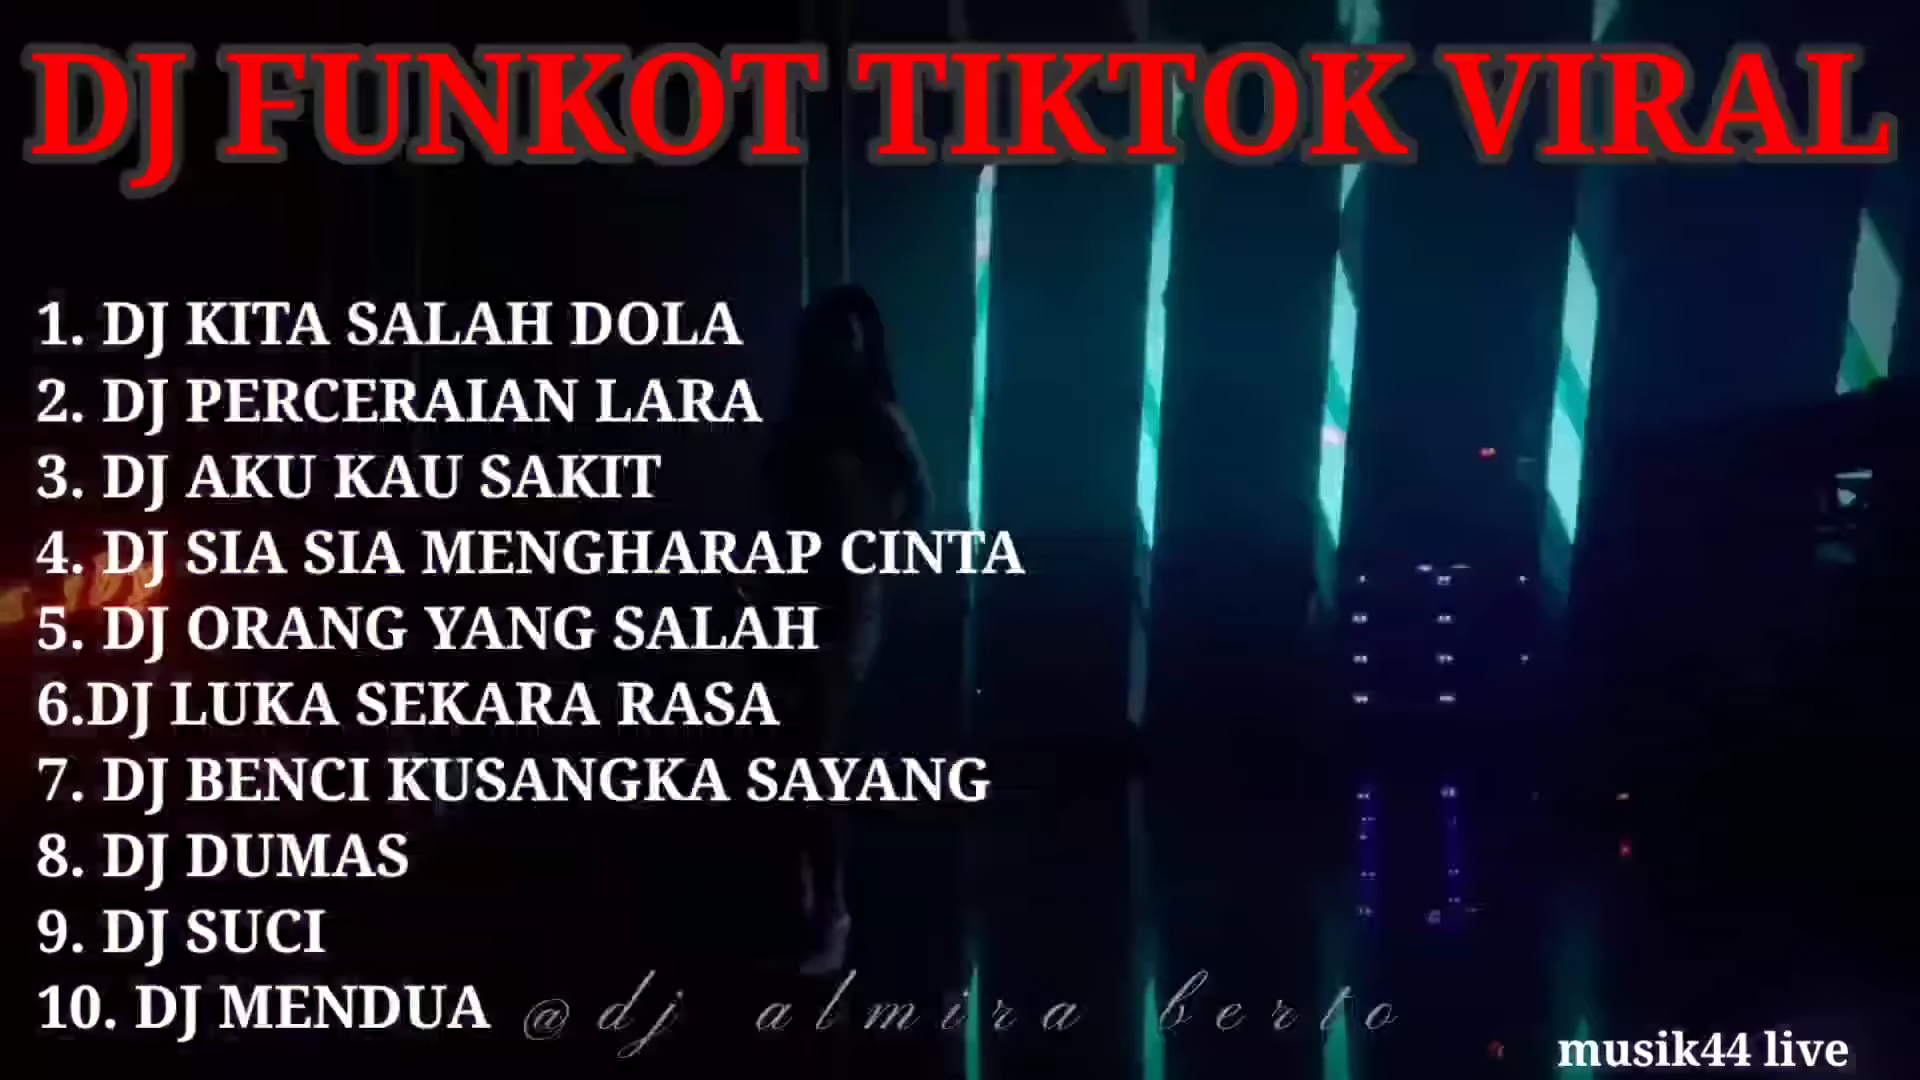 DJ FUNKOT TIKTOK VIRAL
1. DJ KITA SALAH DOLA
2. DJ PERCERAIAN LARA
3. DJ AKU KAU SAKIT
4. DJ SIA SIA MENGHARAP CINTA
5. DJ ORANG YANG SALAH
6.DJ LUKA SEKARA RASA
7. DJ BENCI KUSANGKA SAYANG
8. DJ DUMAS
9. DJ SUCI
10. DJ MENDUA
@dj almira berto
musik44 live